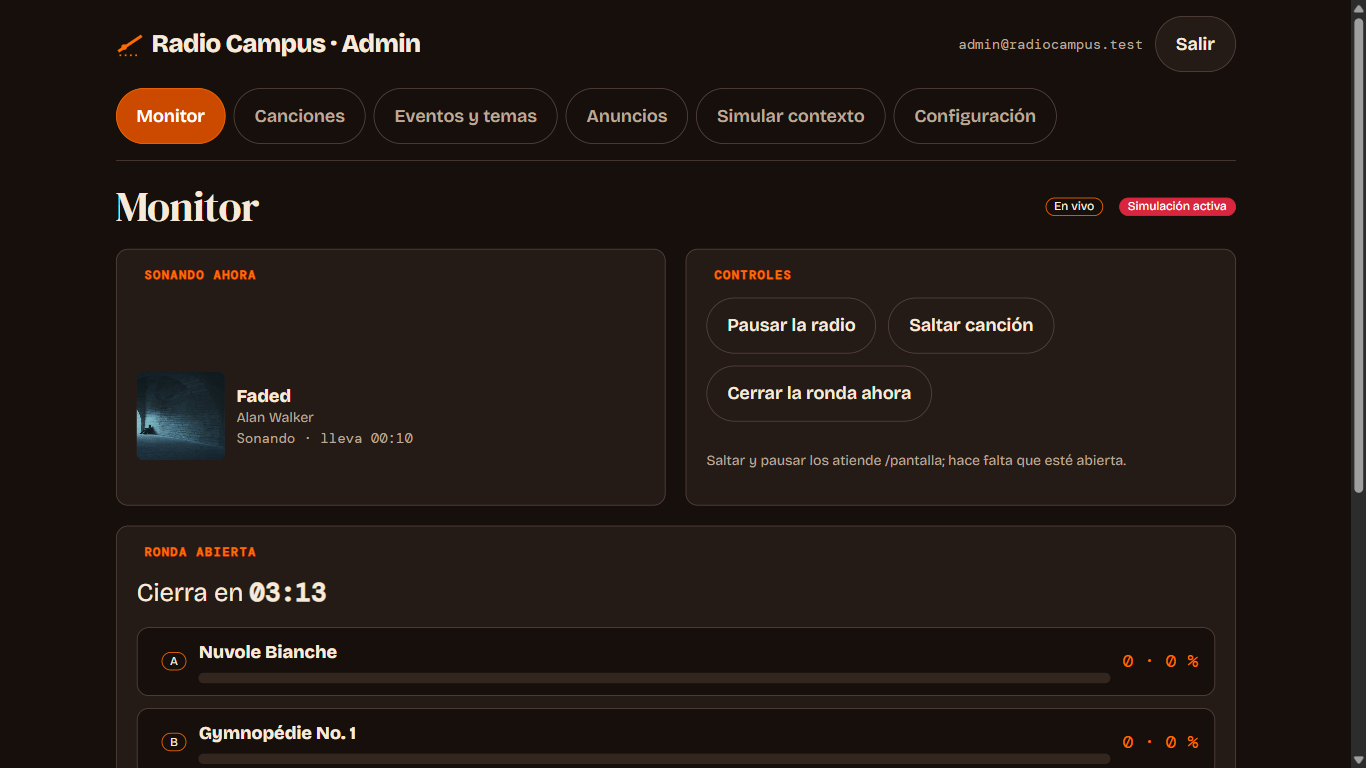 Radio Campus · Admin
admin@radiocampus.test
Salir
Monitor
Canciones
Eventos y temas
Anuncios
Simular contexto
Configuración
Monitor
En vivo
Simulación activa
SONANDO AHORA
Faded
Alan Walker
Sonando · lleva 00:10
CONTROLES
Pausar la radio
Saltar canción
Cerrar la ronda ahora
Saltar y pausar los atiende /pantalla; hace falta que esté abierta.
RONDA ABIERTA
Cierra en 03:13
A
Nuvole Bianche
0 · 0 %
B
Gymnopédie No. 1
0 · 0 %